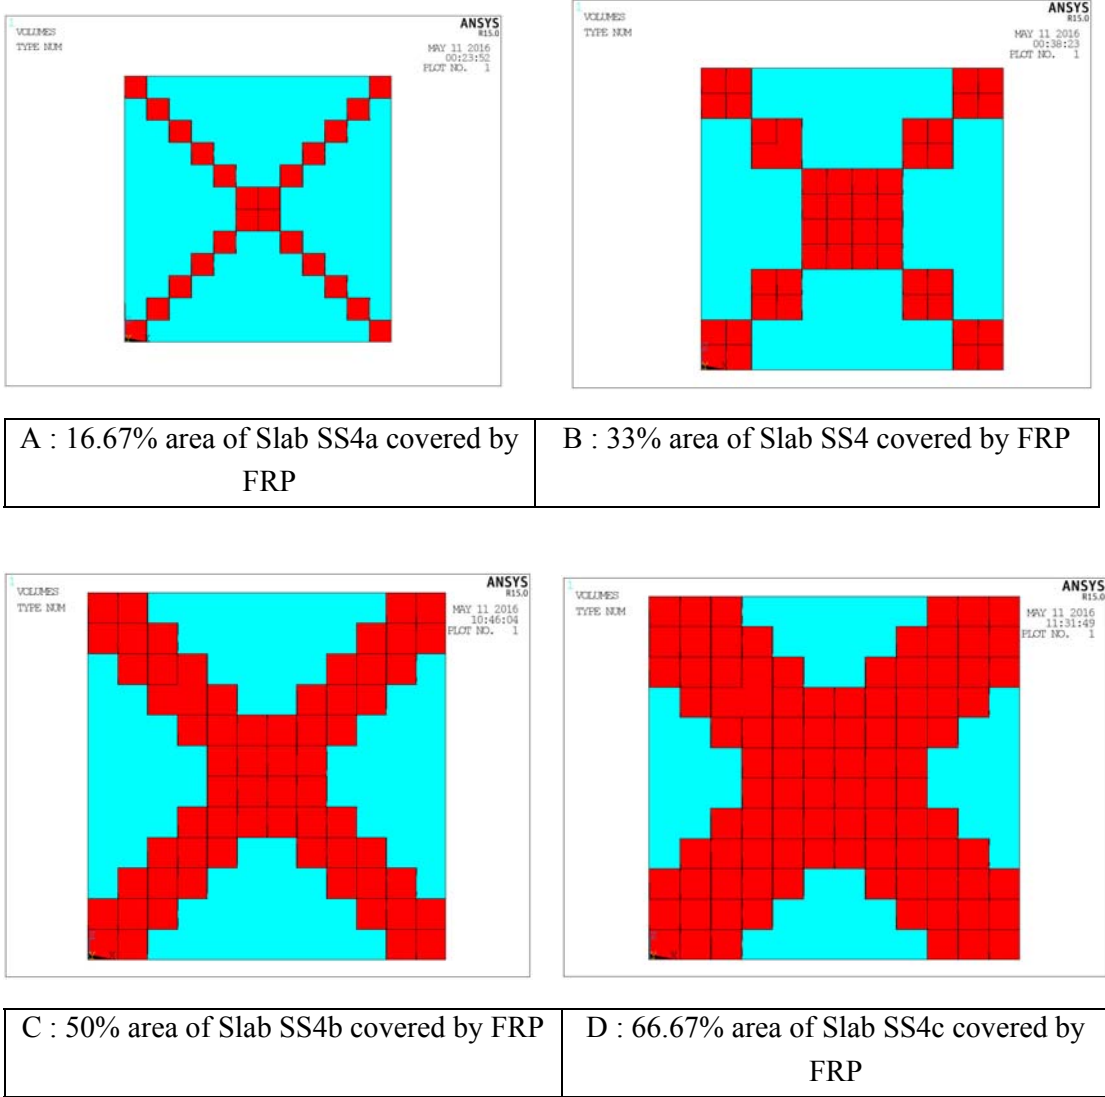 1
VOLUMES
TYPE NUM
ANSYS
R15.0
MAY 11 2016
00:23:52
PLOT NO. 1
1
VOLUMES
TYPE NUM
ANSYS
R15.0
MAY 11 2016
00:38:23
PLOT NO. 1
A : 16.67% area of Slab SS4a covered by
FRP
B : 33% area of Slab SS4 covered by FRP
1
VOLUMES
TYPE NUM
ANSYS
R15.0
MAY 11 2016
10:46:04
PLOT NO. 1
1
VOLUMES
TYPE NUM
ANSYS
R15.0
MAY 11 2016
11:31:49
PLOT NO. 1
C : 50% area of Slab SS4b covered by FRP
D : 66.67% area of Slab SS4c covered by
FRP